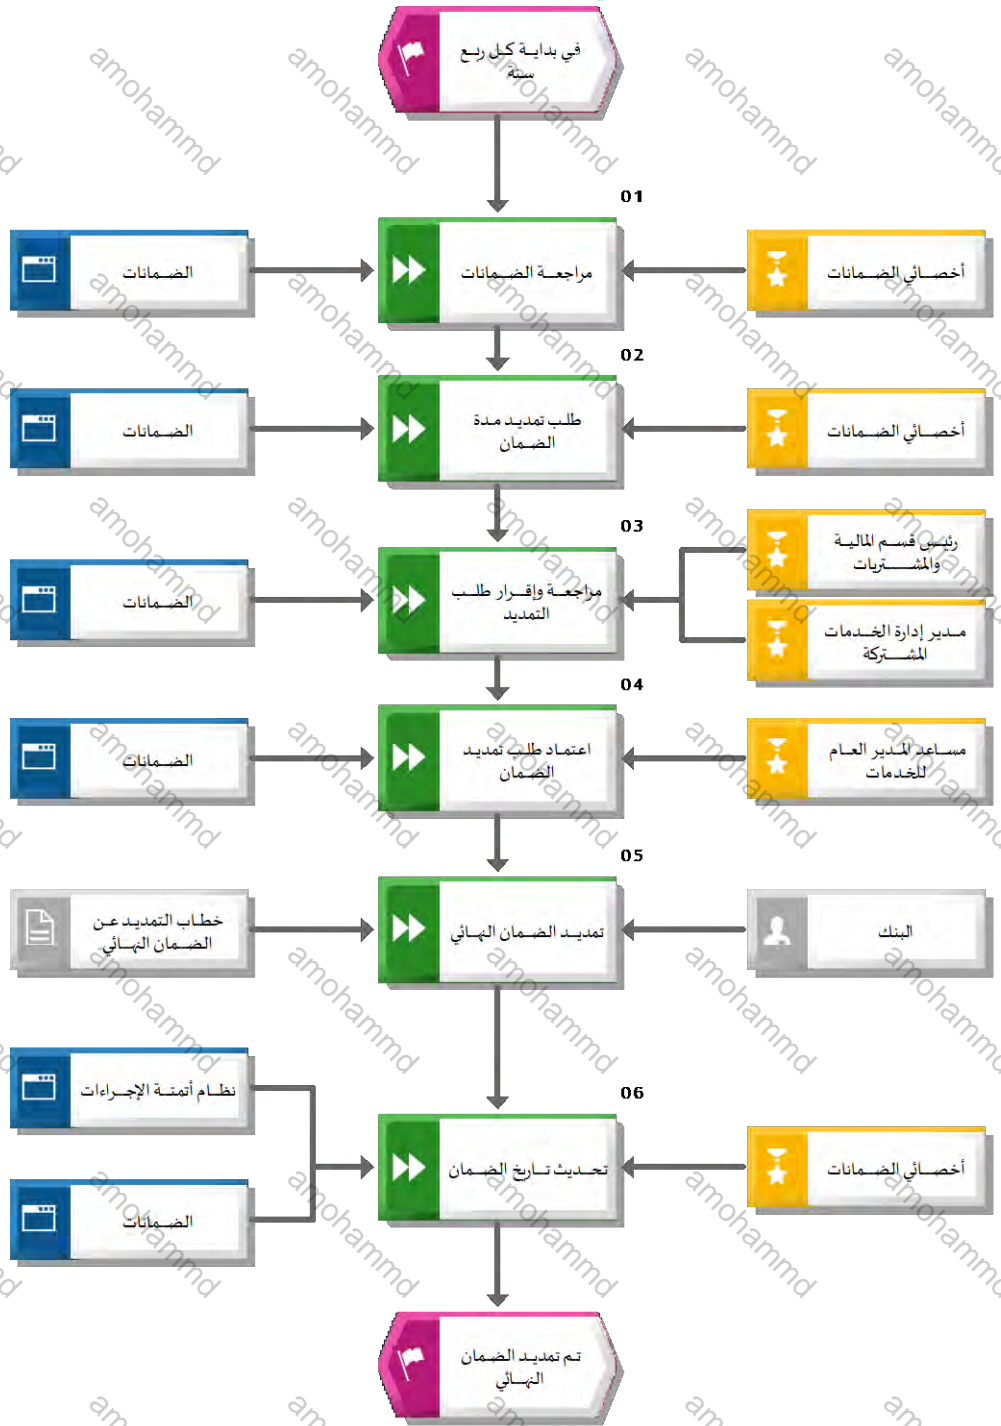 في بداية كل ربع
سنة
01
أخصائي الضمانات
مراجعة الضمانات
الضمانات
02
أخصائي الضمانات
طلب تمديد مدة
الضمان
الضمانات
03
رئيس قسم المالية
والمشتريات
مدير إدارة الخدمات
المشتركة
مراجعة وإقرار طلب
التمديد
الضمانات
04
مساعد المدير العام
للخدمات
اعتماد طلب تمديد
الضمان
الضمانات
05
البنك
تمديد الضمان النهائي
خطاب التمديد عن
الضمان النهائي
06
أخصائي الضمانات
تحديث تاريخ الضمان
نظام أتمتة الإجراءات
الضمانات
تم تمديد الضمان
النهائي
amohammd